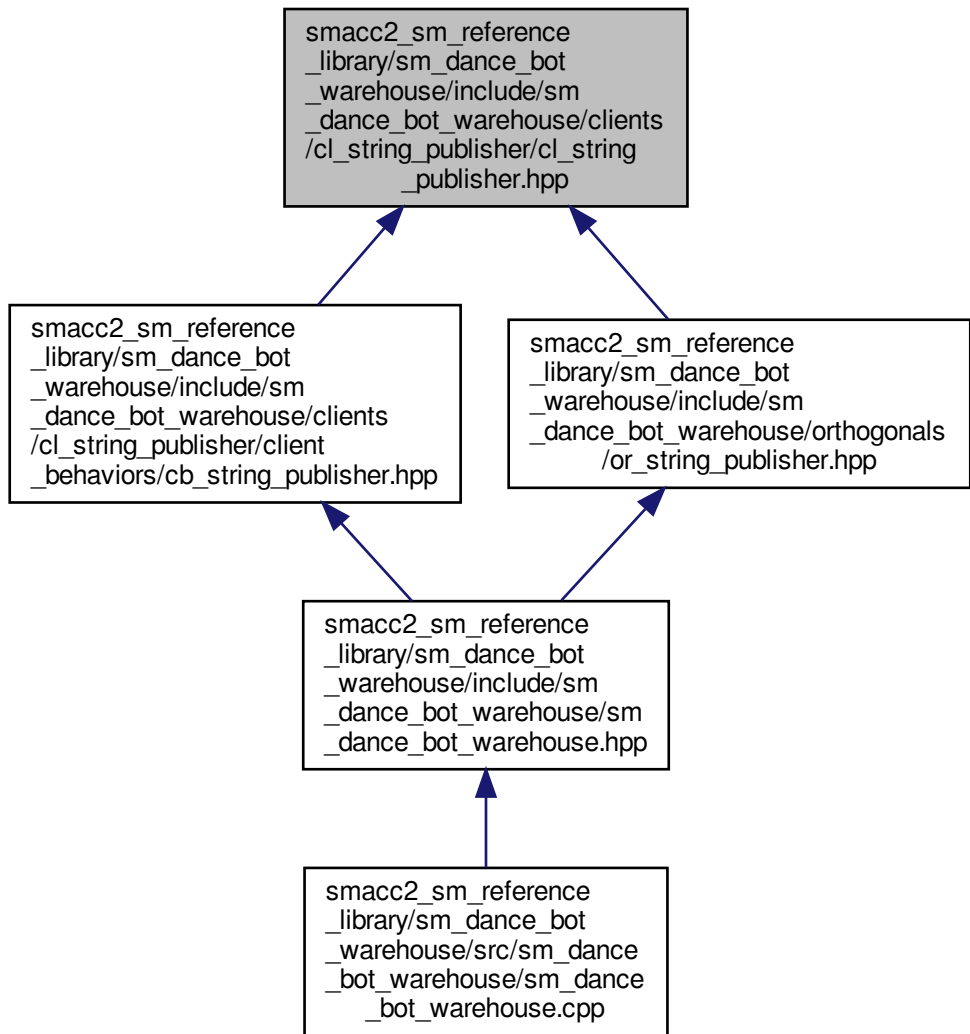 smacc2_sm_reference
_library/sm_dance_bot
_warehouse/include/sm
_dance_bot_warehouse/clients
/cl_string_publisher/cl_string
_publisher.hpp
smacc2_sm_reference
_library/sm_dance_bot
_warehouse/include/sm
_dance_bot_warehouse/clients
/cl_string_publisher/client
_behaviors/cb_string_publisher.hpp
smacc2_sm_reference
_library/sm_dance_bot
_warehouse/include/sm
_dance_bot_warehouse/orthogonals
/or_string_publisher.hpp
smacc2_sm_reference
_library/sm_dance_bot
_warehouse/include/sm
_dance_bot_warehouse/sm
_dance_bot_warehouse.hpp
smacc2_sm_reference
_library/sm_dance_bot
_warehouse/src/sm_dance
_bot_warehouse/sm_dance
_bot_warehouse.cpp